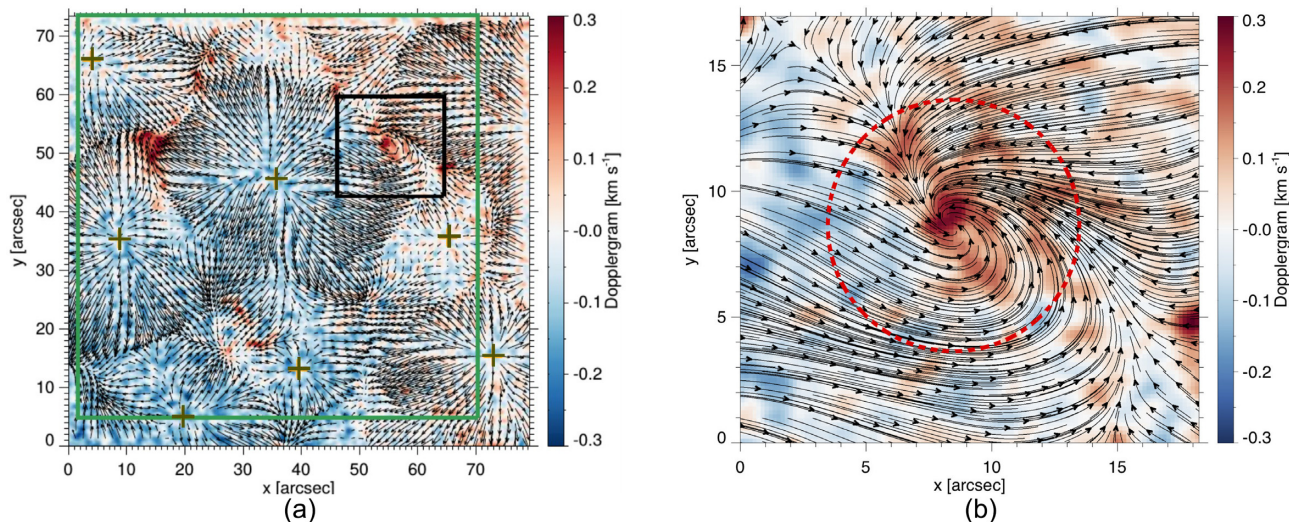 70
60
50
40
30
20
10
0
y [arcsec]
0 10 20 30 40 50 60 70
x [arcsec]
0.3
0.2
0.1
-0.0
-0.1
-0.2
-0.3
Dopplergram [km s⁻¹]
(a)
15
10
5
0
y [arcsec]
0 5 10 15
x [arcsec]
0.3
0.2
0.1
-0.0
-0.1
-0.2
-0.3
Dopplergram [km s⁻¹]
(b)